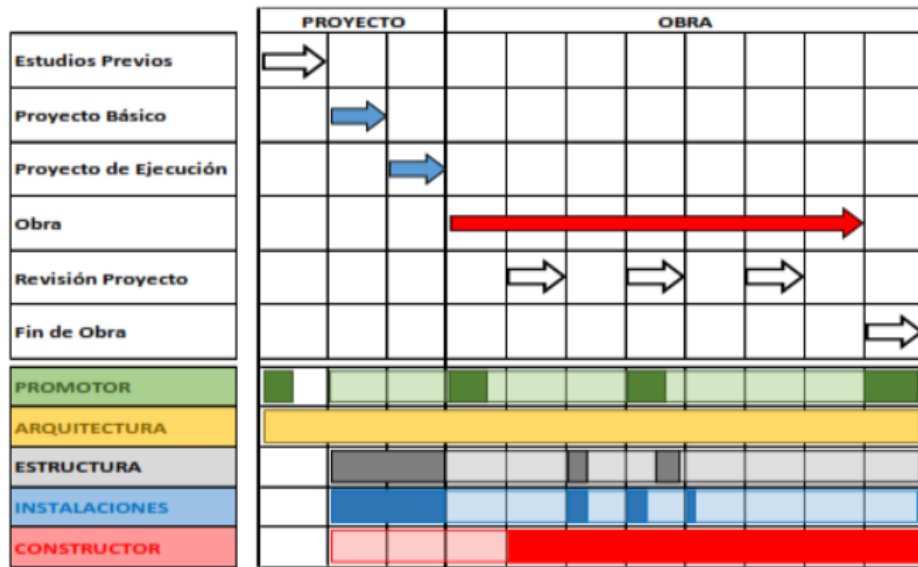 PROYECTO
OBRA
Estudios Previos
Proyecto Básico
Proyecto de Ejecución
Obra
Revisión Proyecto
Fin de Obra
PROMOTOR
ARQUITECTURA
ESTRUCTURA
INSTALACIONES
CONSTRUCTOR